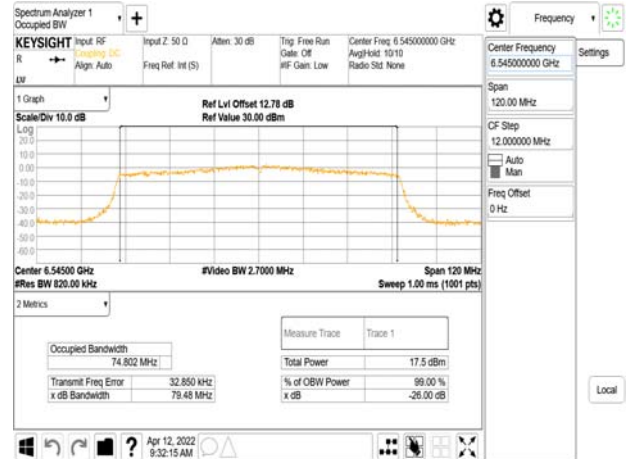 Spectrum Analyzer 1
Occupied BW
Frequency
KEYSIGHT
Input: RF
Coupling: DC
Align: Auto
Input Z: 50 Ω
Freq Ref: Int (S)
Atten: 30 dB
Trig: Free Run
Gate: Off
#IF Gain: Low
Center Freq: 6.545000000 GHz
Avg|Hold: 10/10
Radio Std: None
R
LXI
Center Frequency
6.545000000 GHz
Settings
Span
120.00 MHz
CF Step
12.000000 MHz
Auto
Man
Freq Offset
0 Hz
Local
1 Graph
Scale/Div 10.0 dB
Ref Lvl Offset 12.78 dB
Ref Value 30.00 dBm
Log
20.0
10.0
0.00
-10.0
-20.0
-30.0
-40.0
-50.0
-60.0
Center 6.54500 GHz
#Video BW 2.7000 MHz
Span 120 MHz
#Res BW 820.00 kHz
Sweep 1.00 ms (1001 pts)
2 Metrics
Measure Trace
Trace 1
Occupied Bandwidth
74.802 MHz
Total Power
17.5 dBm
Transmit Freq Error
32.850 kHz
% of OBW Power
99.00 %
x dB Bandwidth
79.48 MHz
x dB
-26.00 dB
Apr 12, 2022
9:32:15 AM